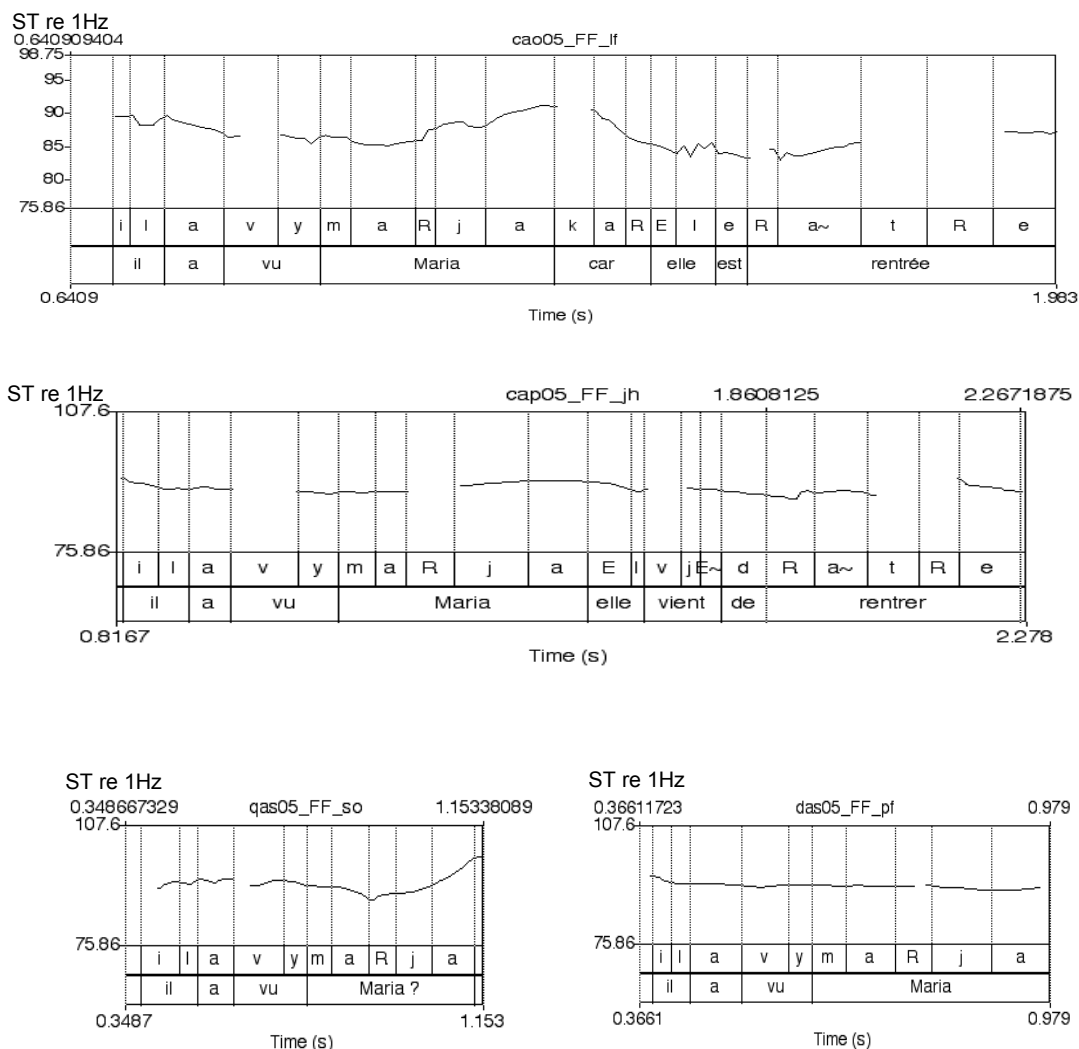 ST re 1Hz
0.640909404 cao05_FF_lf
98.75
95
90
85
80
75.86
i l a v y m a R j a k a R E l e R a~ t R e
il a vu Maria car elle est rentrée
0.6409 1.983
Time (s)
ST re 1Hz
cap05_FF_jh 1.8608125 2.2671875
107.6
75.86
i l a v y m a R j a E l v j E~ d R a~ t R e
il a vu Maria elle vient de rentrer
0.8167 2.278
Time (s)
ST re 1Hz
0.348667329 qas05_FF_so 1.15338089
107.6
75.86
i l a v y m a R j a
il a vu Maria ?
0.3487 1.153
Time (s)
ST re 1Hz
0.36611723 das05_FF_pf 0.979
107.6
75.86
i l a v y m a R j a
il a vu Maria
0.3661 0.979
Time (s)